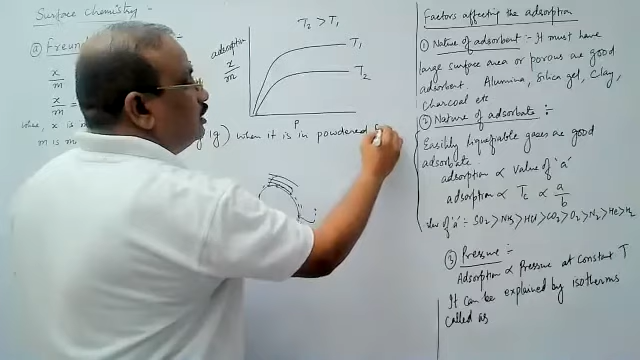 Surface chemistry
① Freun
x/m
x/m =
where, x is m
m is m
adsorption
x/m
T₂ > T₁
T₁
T₂
P
when it is in powdered
Factors affecting the adsorption
① Nature of adsorbent :- It must have
large surface area or porous are good
adsorbent. Alumina, Silica gel, Clay,
charcoal etc
② Nature of adsorbate :-
Easihly liquefiable gases are good
adsorbate.
adsorption ∝ value of 'a'
adsorption ∝ Tc ∝ a/b
of 'a' :- SO₂ > NH₃ > HCl > CO₂ > O₂ > N₂ > He > H₂
③ Pressure :-
Adsorption ∝ Pressure at Constant T
It can be explained by isotherms
called as